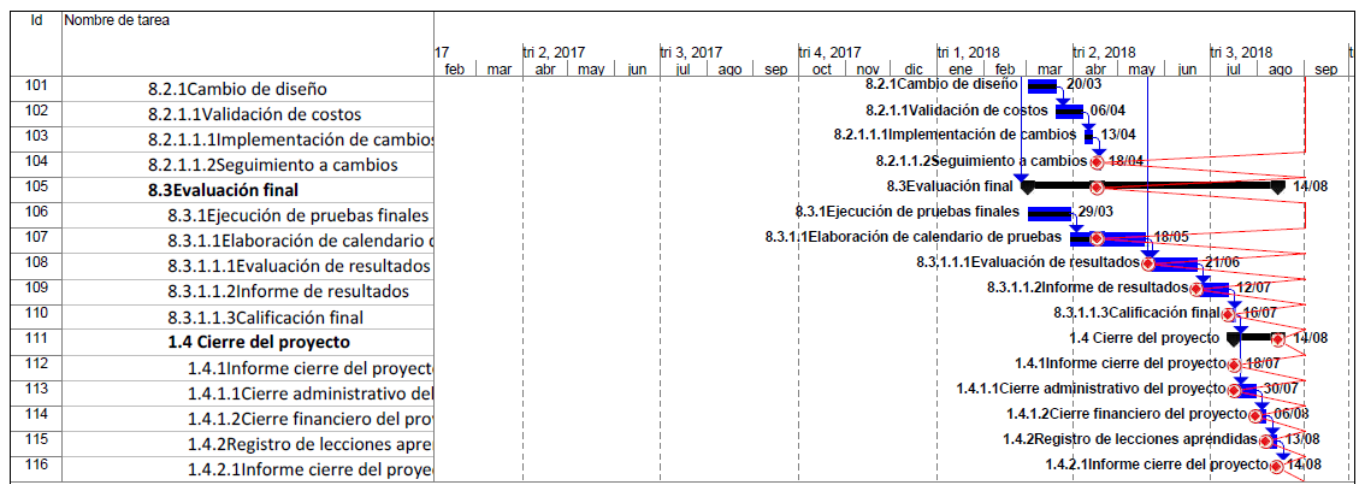 Id Nombre de tarea
17 tri 2, 2017 tri 3, 2017 tri 4, 2017 tri 1, 2018 tri 2, 2018 tri 3, 2018 t
feb mar abr may jun jul ago sep oct nov dic ene feb mar abr may jun jul ago sep
101 8.2.1Cambio de diseño 8.2.1Cambio de diseño 20/03
102 8.2.1.1Validación de costos 8.2.1.1Validación de costos 06/04
103 8.2.1.1.1Implementación de cambios 8.2.1.1.1Implementación de cambios 13/04
104 8.2.1.1.2Seguimiento a cambios 8.2.1.1.2Seguimiento a cambios 18/04
105 8.3Evaluación final 8.3Evaluación final 14/08
106 8.3.1Ejecución de pruebas finales 8.3.1Ejecución de pruebas finales 29/03
107 8.3.1.1Elaboración de calendario d 8.3.1.1Elaboración de calendario de pruebas 18/05
108 8.3.1.1.1Evaluación de resultados 8.3.1.1.1Evaluación de resultados 21/06
109 8.3.1.1.2Informe de resultados 8.3.1.1.2Informe de resultados 12/07
110 8.3.1.1.3Calificación final 8.3.1.1.3Calificación final 16/07
111 1.4 Cierre del proyecto 1.4 Cierre del proyecto 14/08
112 1.4.1Informe cierre del proyect 1.4.1Informe cierre del proyecto 18/07
113 1.4.1.1Cierre administrativo del 1.4.1.1Cierre administrativo del proyecto 30/07
114 1.4.1.2Cierre financiero del proy 1.4.1.2Cierre financiero del proyecto 06/08
115 1.4.2Registro de lecciones apre 1.4.2Registro de lecciones aprendidas 13/08
116 1.4.2.1Informe cierre del proye 1.4.2.1Informe cierre del proyecto 14/08